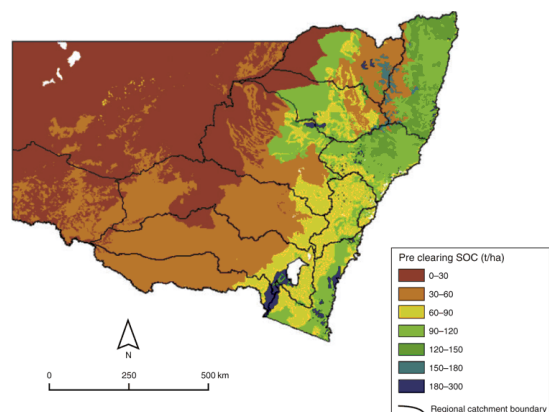 Pre clearing SOC (t/ha)
0–30
30–60
60–90
90–120
120–150
150–180
180–300
Regional catchment boundary
N
0 250 500 km